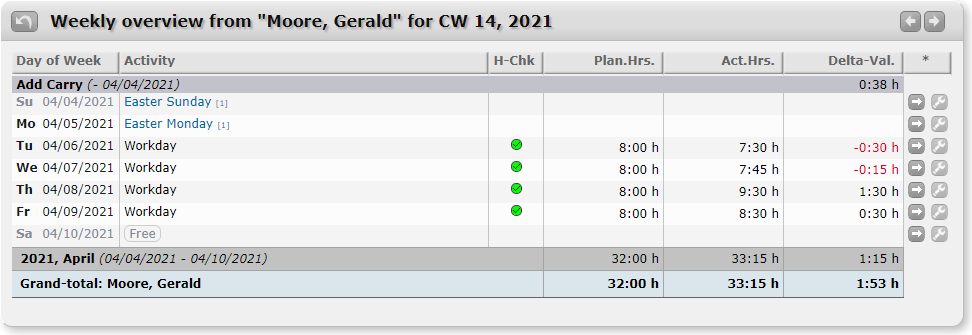 Weekly overview from "Moore, Gerald" for CW 14, 2021
Day of Week Activity H-Chk Plan.Hrs. Act.Hrs. Delta-Val. *
Add Carry (- 04/04/2021) 0:38 h
Su 04/04/2021 Easter Sunday [1]
Mo 04/05/2021 Easter Monday [1]
Tu 04/06/2021 Workday 8:00 h 7:30 h -0:30 h
We 04/07/2021 Workday 8:00 h 7:45 h -0:15 h
Th 04/08/2021 Workday 8:00 h 9:30 h 1:30 h
Fr 04/09/2021 Workday 8:00 h 8:30 h 0:30 h
Sa 04/10/2021 Free
2021, April (04/04/2021 - 04/10/2021) 32:00 h 33:15 h 1:15 h
Grand-total: Moore, Gerald 32:00 h 33:15 h 1:53 h